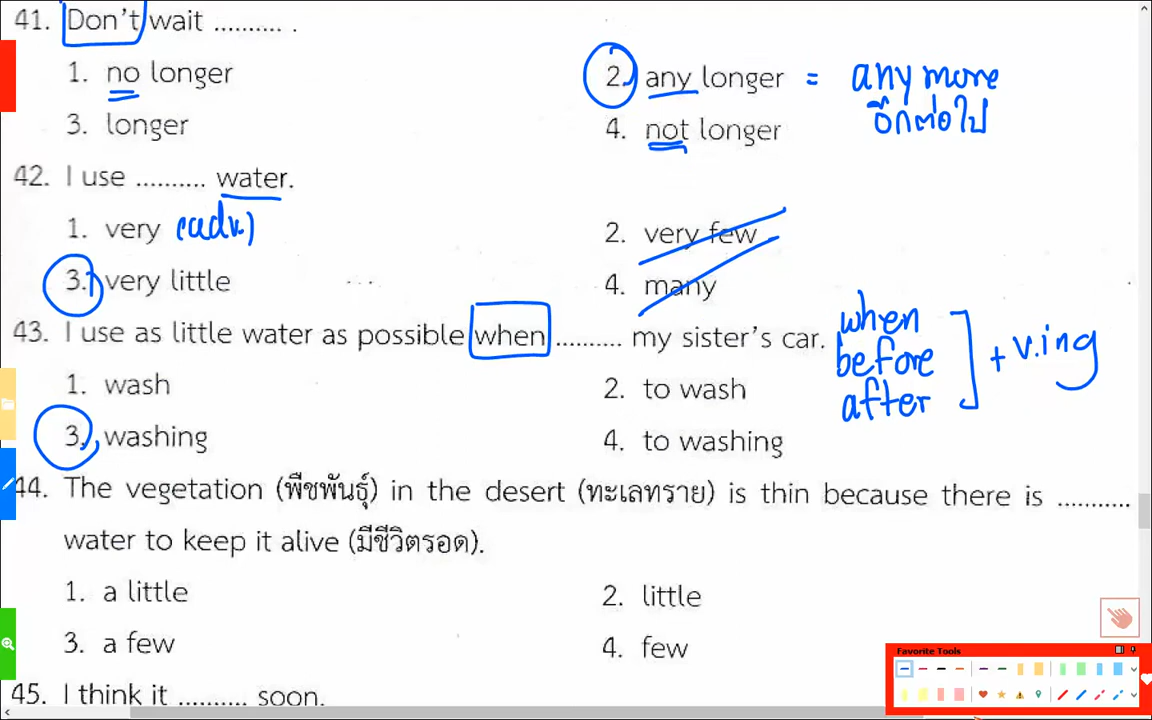 41. Don't wait .......... .
1. no longer
2. any longer = any more
อีกต่อไป
3. longer
4. not longer
42. I use .......... water.
1. very (adv.)
2. very few
3. very little
4. many
43. I use as little water as possible when .......... my sister's car.
when
before
after
+ v.ing
1. wash
2. to wash
3. washing
4. to washing
44. The vegetation (พืชพันธุ์) in the desert (ทะเลทราย) is thin because there is ...........
water to keep it alive (มีชีวิตรอด).
1. a little
2. little
3. a few
4. few
Favorite Tools
45. I think it .......... soon.